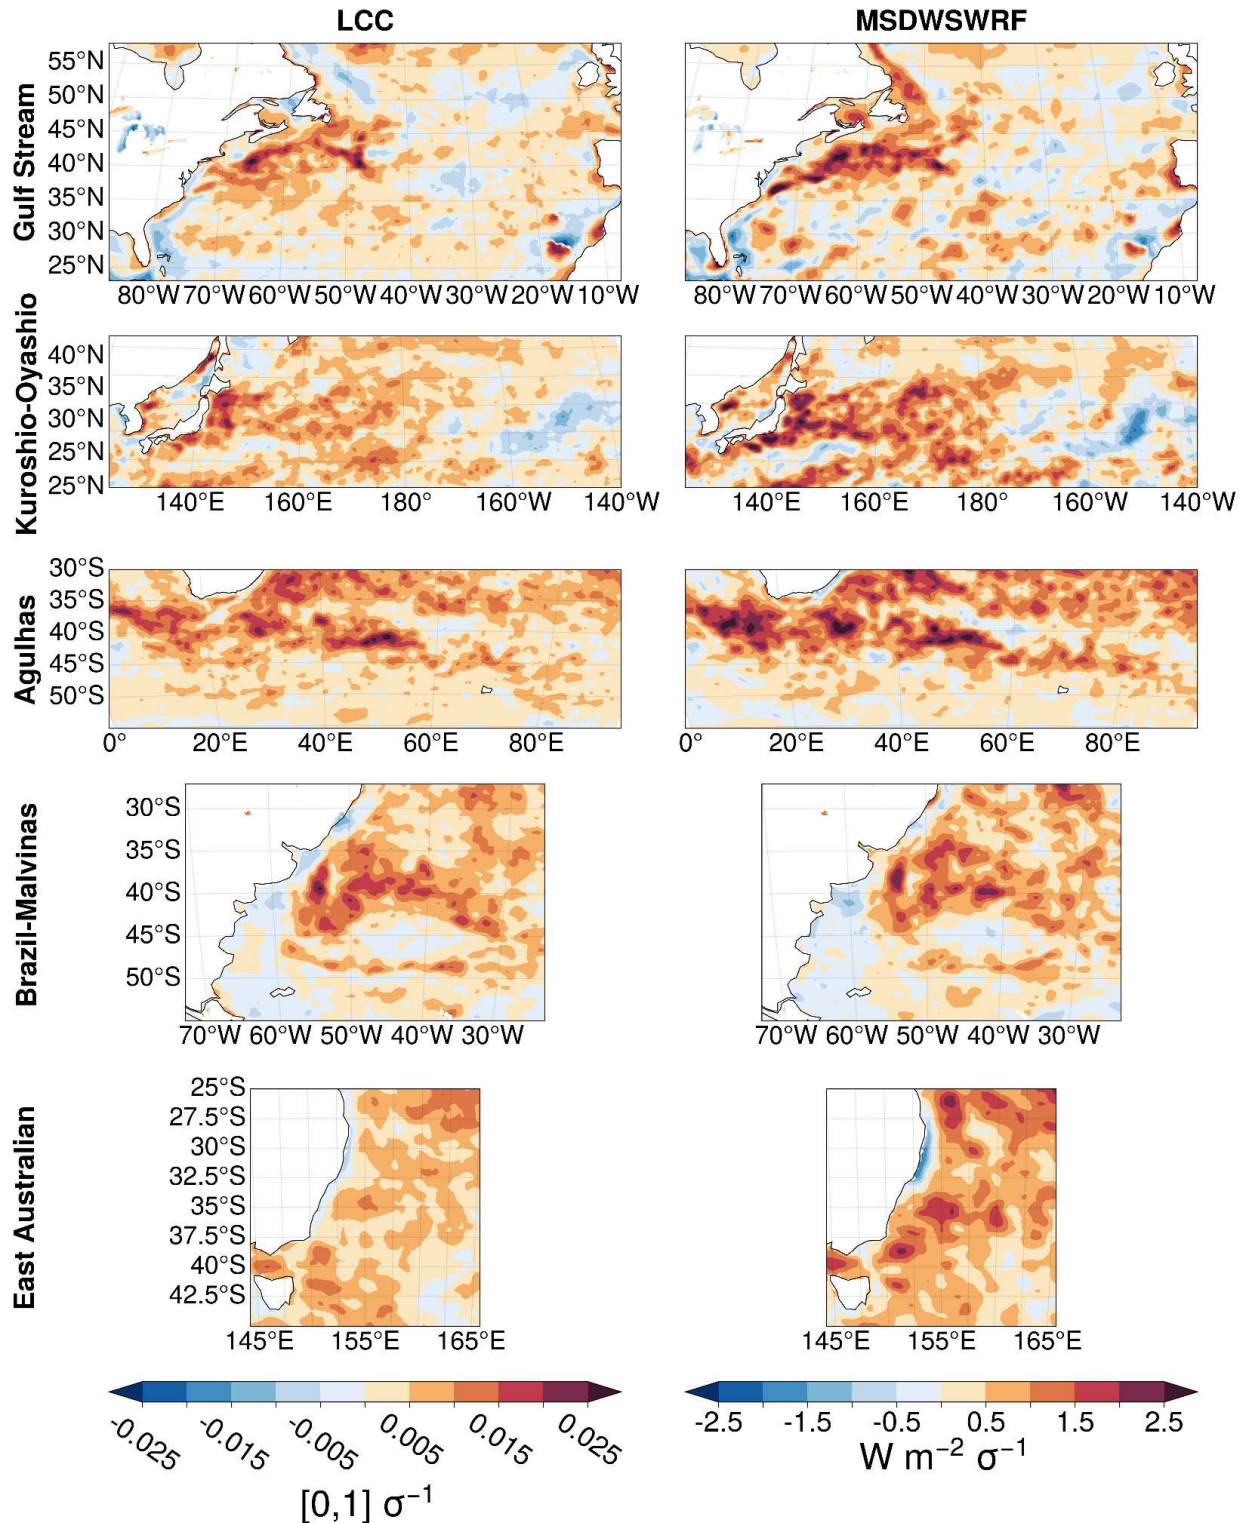 LCC
MSDWSWRF
Gulf Stream
55°N
50°N
45°N
40°N
35°N
30°N
25°N
80°W 70°W 60°W 50°W 40°W 30°W 20°W 10°W
80°W 70°W 60°W 50°W 40°W 30°W 20°W 10°W
Kuroshio-Oyashio
40°N
35°N
30°N
25°N
25°N
140°E 160°E 180° 160°W 140°W
140°E 160°E 180° 160°W 140°W
Agulhas
30°S
35°S
40°S
45°S
50°S
0° 20°E 40°E 60°E 80°E
0° 20°E 40°E 60°E 80°E
Brazil-Malvinas
30°S
35°S
40°S
45°S
50°S
70°W 60°W 50°W 40°W 30°W
70°W 60°W 50°W 40°W 30°W
East Australian
25°S
27.5°S
30°S
32.5°S
35°S
37.5°S
40°S
42.5°S
145°E 155°E 165°E
145°E 155°E 165°E
-0.025 -0.015 -0.005 0.005 0.015 0.025
[0,1] σ⁻¹
-2.5 -1.5 -0.5 0.5 1.5 2.5
W m⁻² σ⁻¹